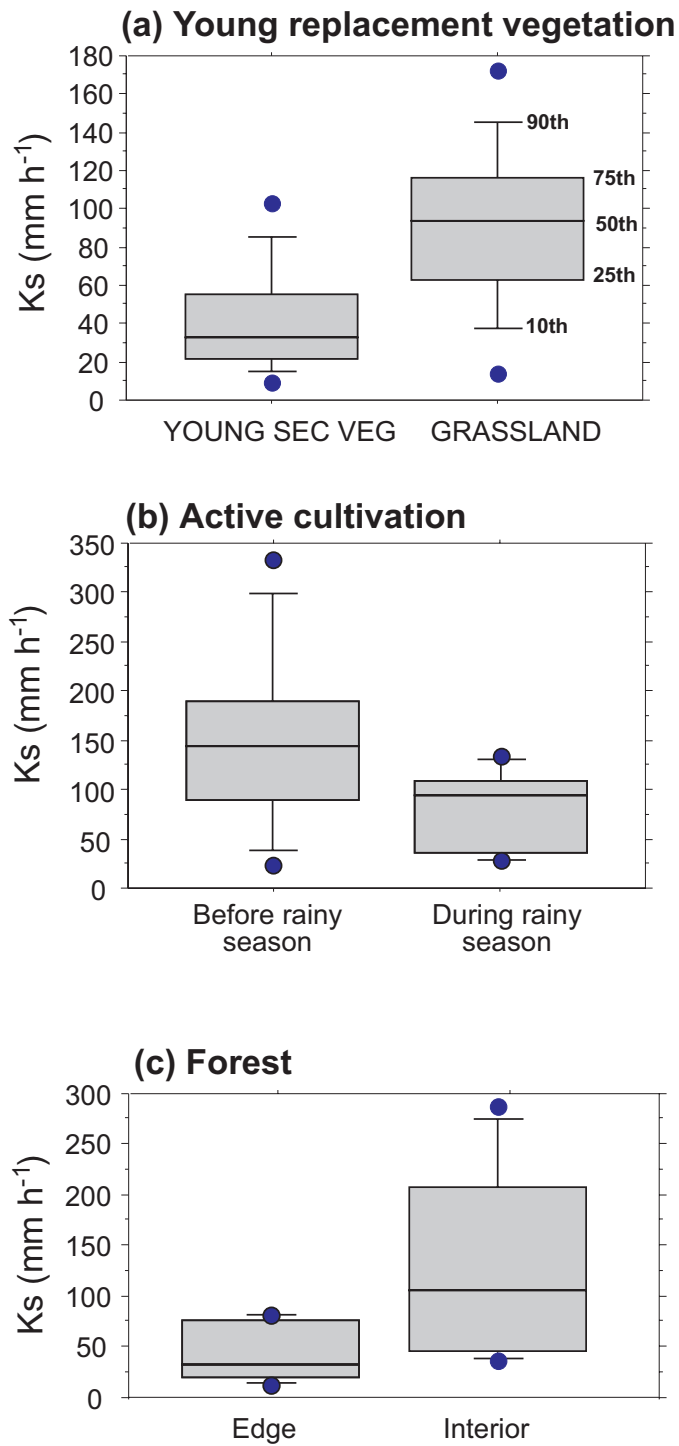 (a) Young replacement vegetation
Ks (mm h-1)
180
160
140
120
100
80
60
40
20
0
90th
75th
50th
25th
10th
YOUNG SEC VEG GRASSLAND
(b) Active cultivation
Ks (mm h-1)
350
300
250
200
150
100
50
0
Before rainy season
During rainy season
(c) Forest
Ks (mm h-1)
300
250
200
150
100
50
0
Edge Interior